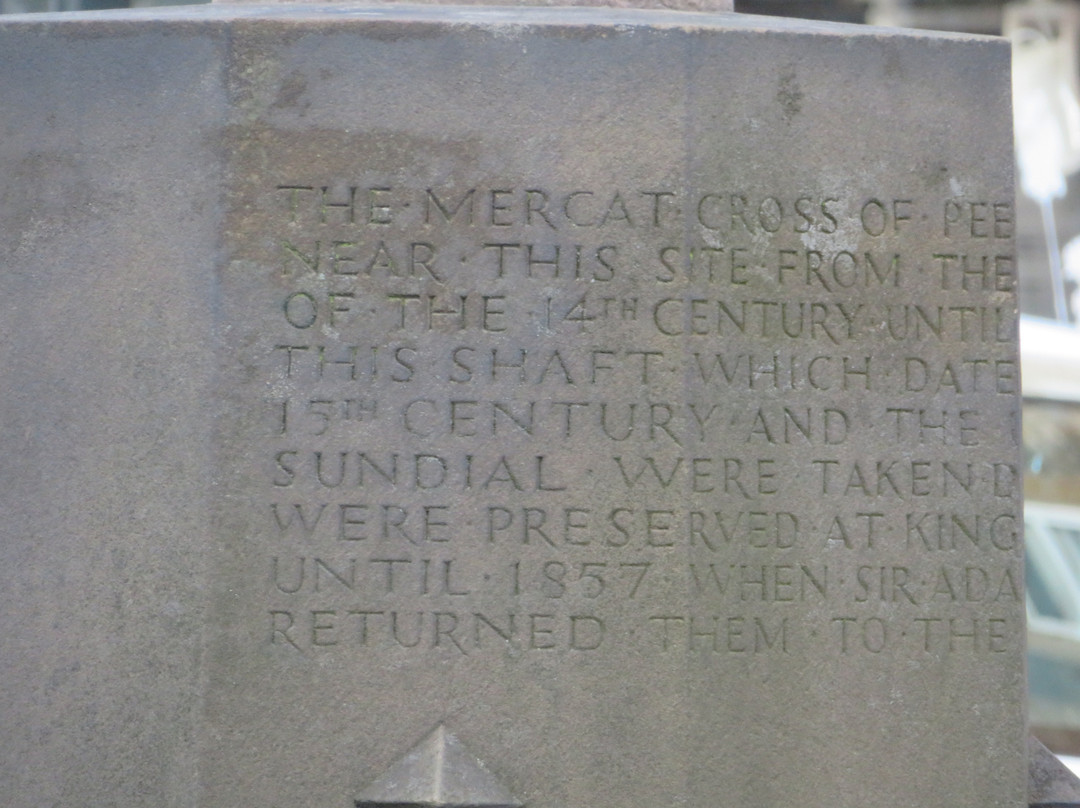 THE·MERCAT·CROSS OF·PEE
NEAR·THIS SITE·FROM·THE
OF·THE·14TH CENTURY·UNTIL
THIS·SHAFT·WHICH·DATE
15TH CENTURY·AND·THE
SUNDIAL·WERE·TAKEN·D
WERE·PRESERVED·AT·KING
UNTIL·1857·WHEN·SIR·ADA
RETURNED·THEM·TO·THE